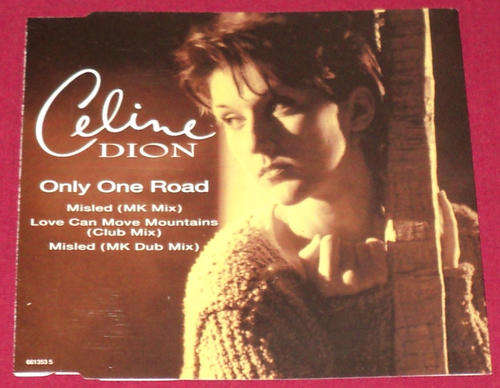 Celine
DION
Only One Road
Misled (MK Mix)
Love Can Move Mountains
(Club Mix)
Misled (MK Dub Mix)
661353 5